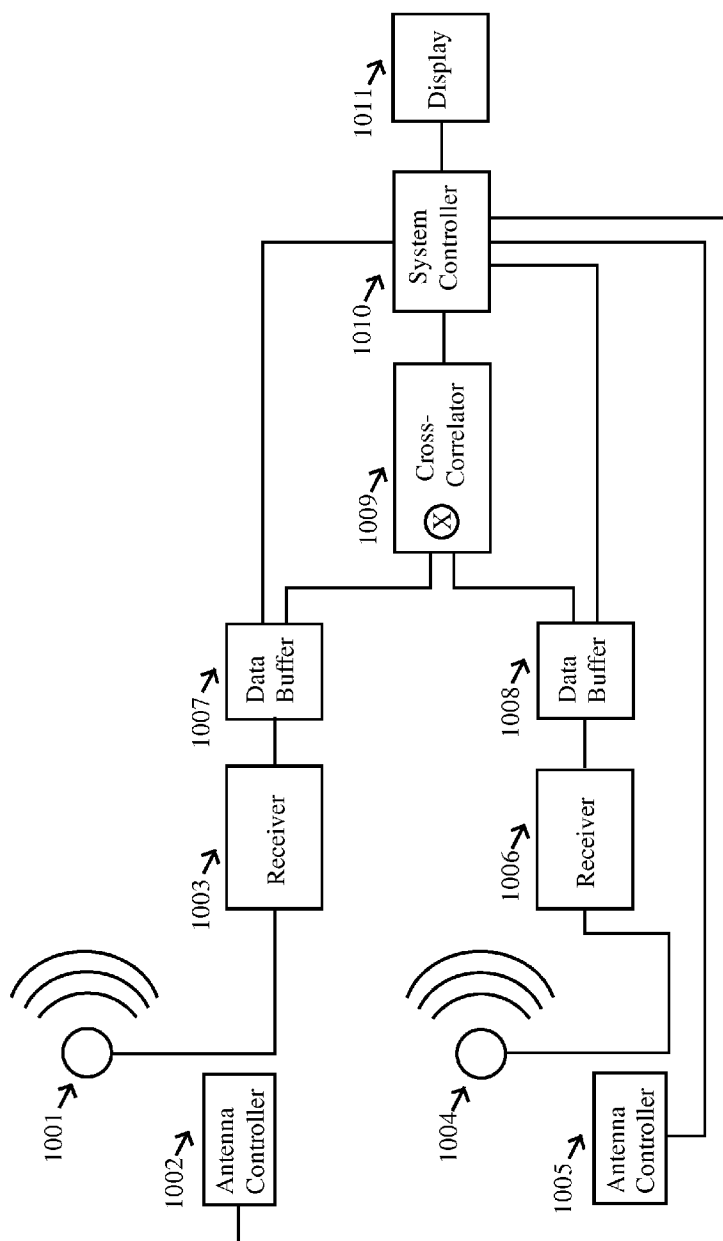 1001
1002
Antenna
Controller
1003
Receiver
1007
Data
Buffer
1004
1005
Antenna
Controller
1006
Receiver
1008
Data
Buffer
1009
X
Cross-
Correlator
1010
System
Controller
1011
Display